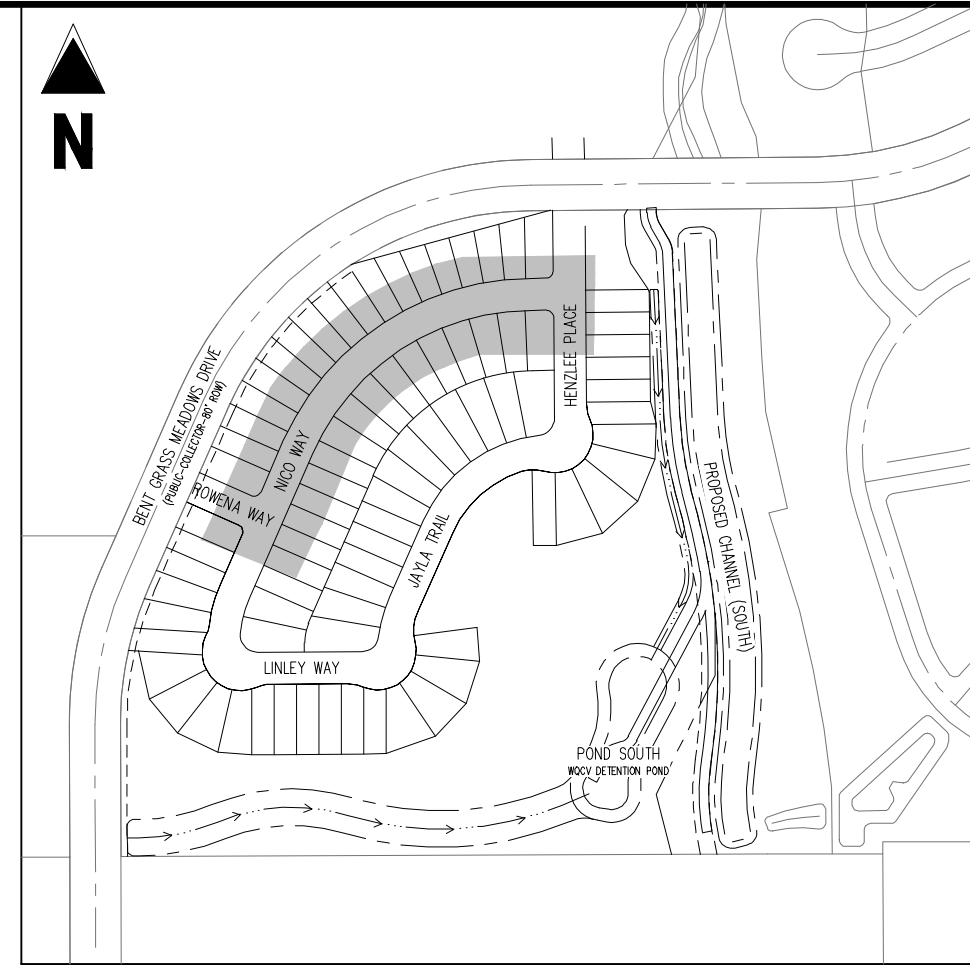 N
BENT GRASS MEADOWS DRIVE
(PUBLIC-COLLECTOR-80' ROW)
HENZLEE PLACE
NICO WAY
ROWENA WAY
JAYLA TRAIL
PROPOSED CHANNEL (SOUTH)
LINLEY WAY
POND SOUTH
WQCV DETENTION POND